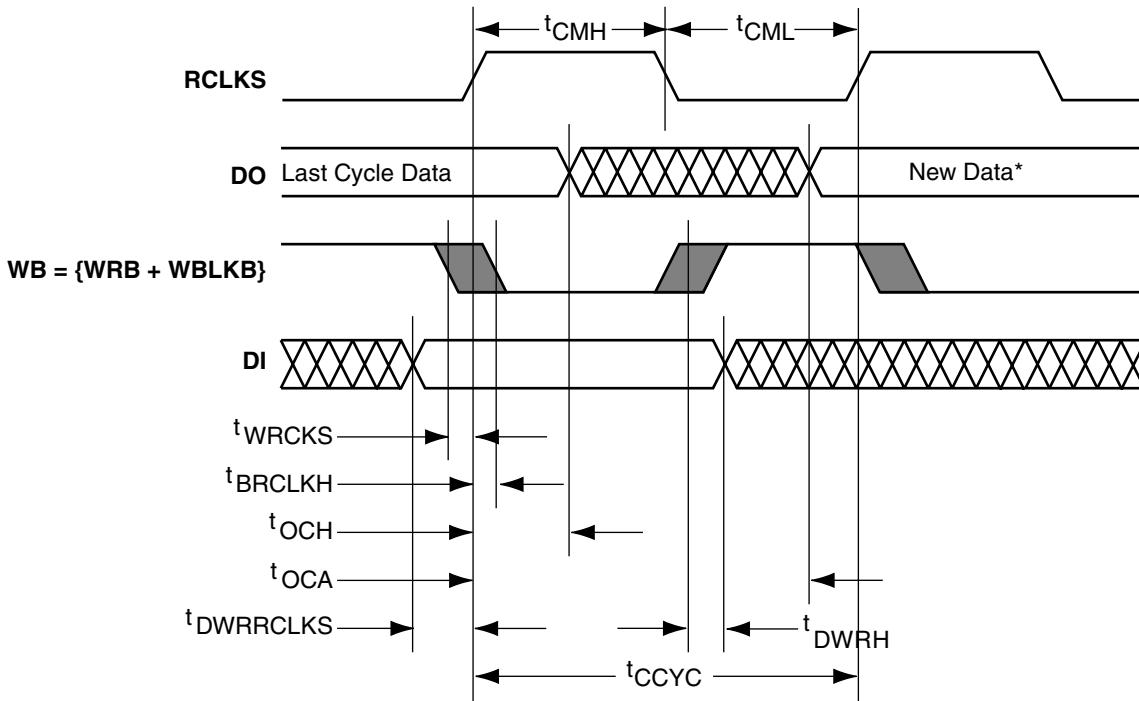 tCMH
tCML
RCLKS
DO
Last Cycle Data
New Data*
WB = {WRB + WBLKB}
DI
tWRCKS
tBRCLKH
tOCH
tOCA
tDWRRCLKS
tDWRH
tCCYC